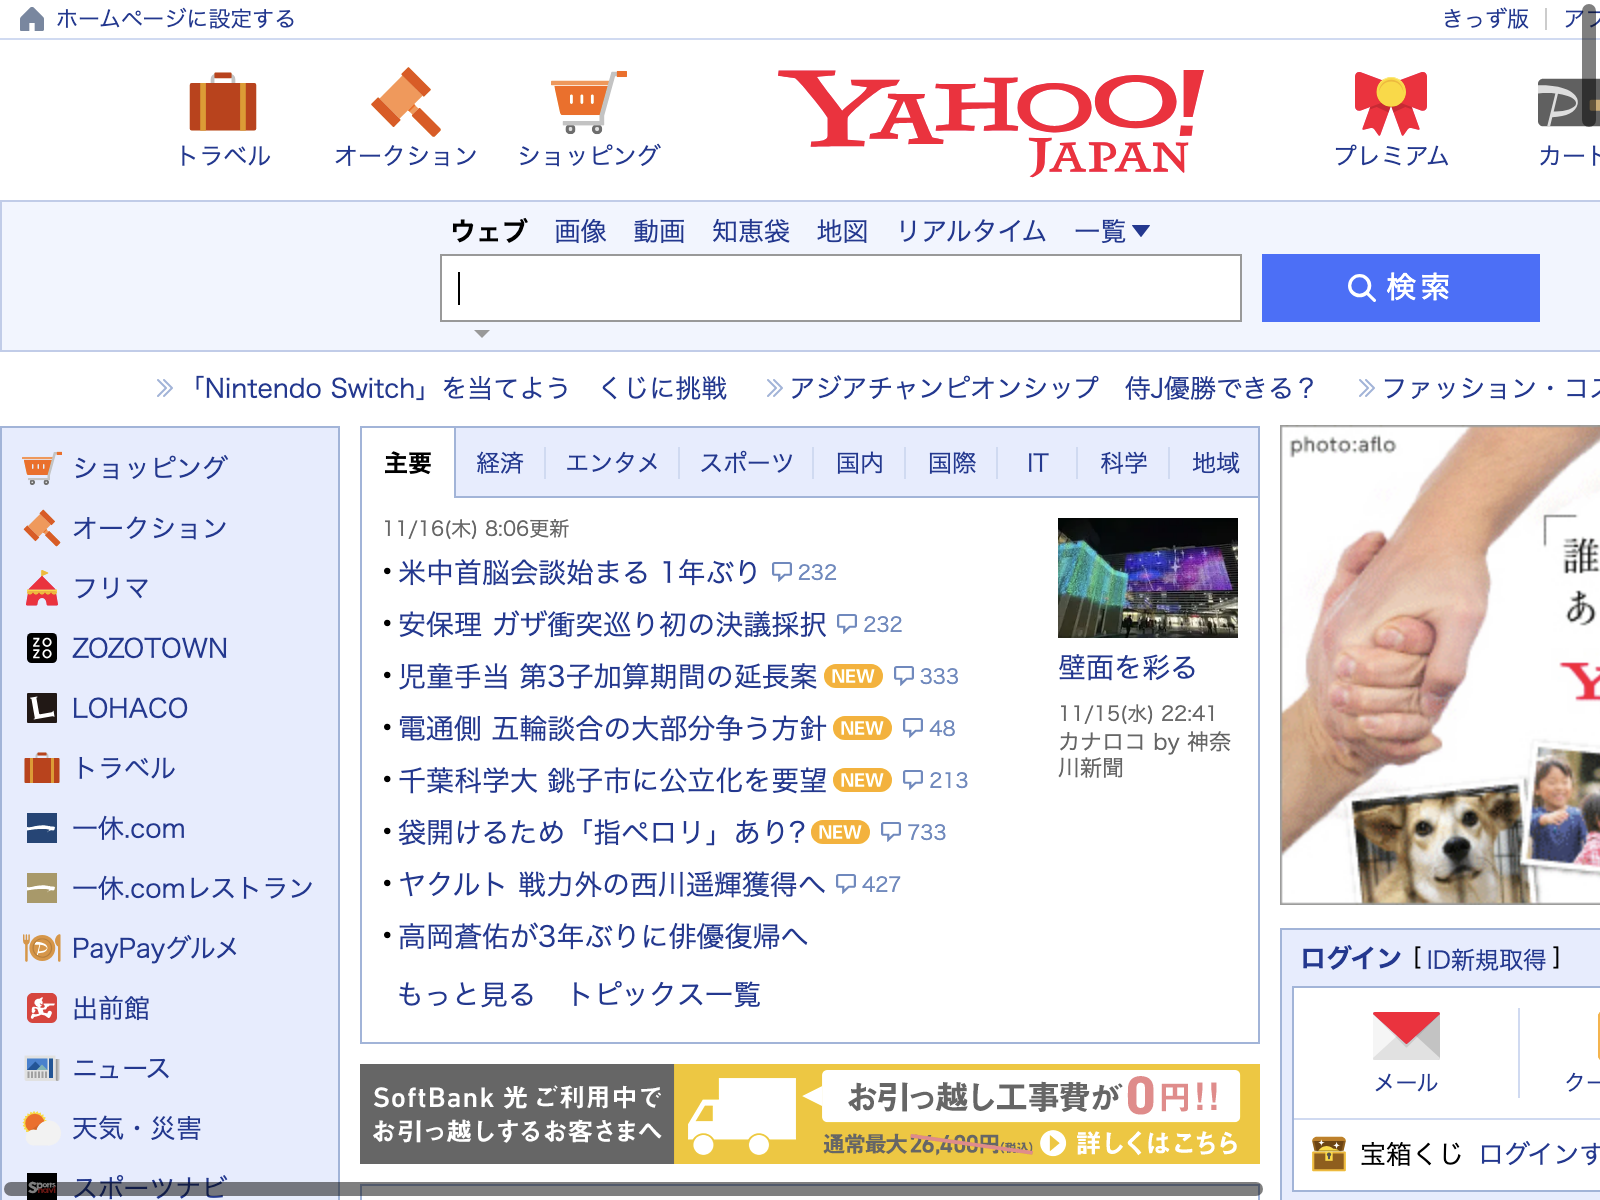 ホームページに設定する
きっず版
トラベル
オークション
ショッピング
YAHOO!
JAPAN
プレミアム
カート
ウェブ 画像 動画 知恵袋 地図 リアルタイム 一覧▼
検索
「Nintendo Switch」を当てよう　くじに挑戦
アジアチャンピオンシップ　侍J優勝できる？
ファッション・コス
ショッピング
オークション
フリマ
ZOZOTOWN
LOHACO
トラベル
一休.com
一休.comレストラン
PayPayグルメ
出前館
ニュース
天気・災害
スポーツナビ
主要 経済 エンタメ スポーツ 国内 国際 IT 科学 地域
11/16(木) 8:06更新
・米中首脳会談始まる 1年ぶり 232
・安保理 ガザ衝突巡り初の決議採択 232
・児童手当 第3子加算期間の延長案 NEW 333
・電通側 五輪談合の大部分争う方針 NEW 48
・千葉科学大 銚子市に公立化を要望 NEW 213
・袋開けるため「指ペロリ」あり? NEW 733
・ヤクルト 戦力外の西川遥輝獲得へ 427
・高岡蒼佑が3年ぶりに俳優復帰へ
もっと見る トピックス一覧
壁面を彩る
11/15(水) 22:41
カナロコ by 神奈
川新聞
SoftBank 光 ご利用中で
お引っ越しするお客さまへ
お引っ越し工事費が0円!!
通常最大26,400円(税込) 詳しくはこちら
photo:aflo
「誰
あ
Y
ログイン [ ID新規取得 ]
メール
クー
宝箱くじ ログインす